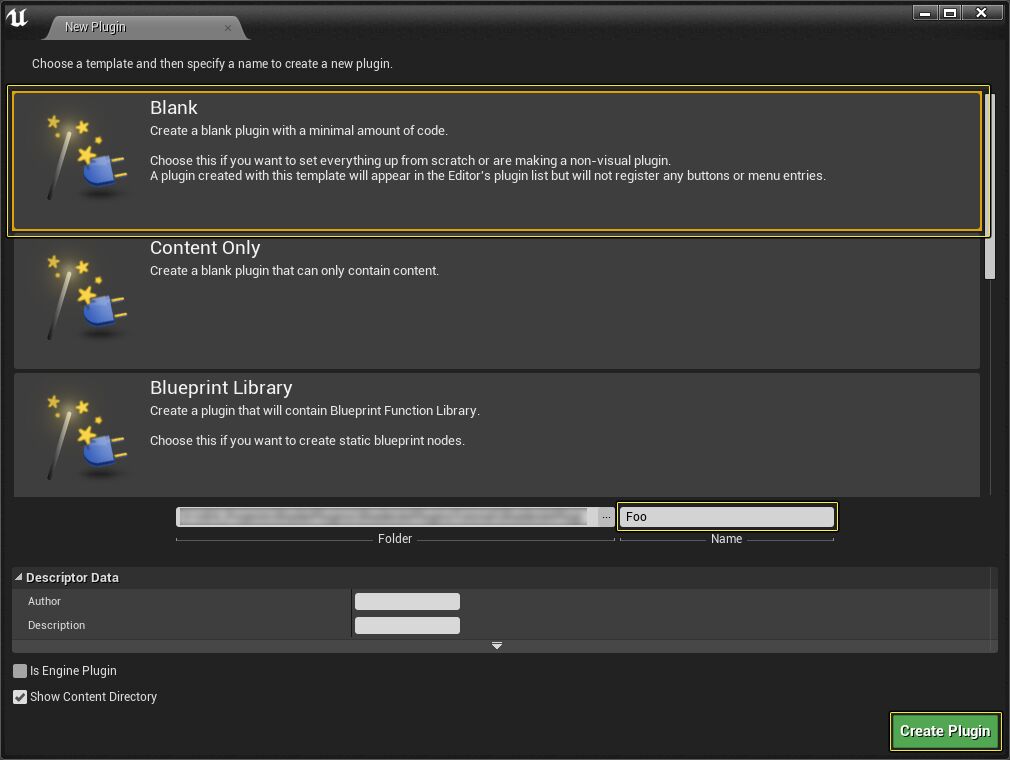 New Plugin
Choose a template and then specify a name to create a new plugin.
Blank
Create a blank plugin with a minimal amount of code.
Choose this if you want to set everything up from scratch or are making a non-visual plugin.
A plugin created with this template will appear in the Editor's plugin list but will not register any buttons or menu entries.
Content Only
Create a blank plugin that can only contain content.
Blueprint Library
Create a plugin that will contain Blueprint Function Library.
Choose this if you want to create static blueprint nodes.
... Foo
Folder Name
Descriptor Data
Author
Description
Is Engine Plugin
Show Content Directory
Create Plugin